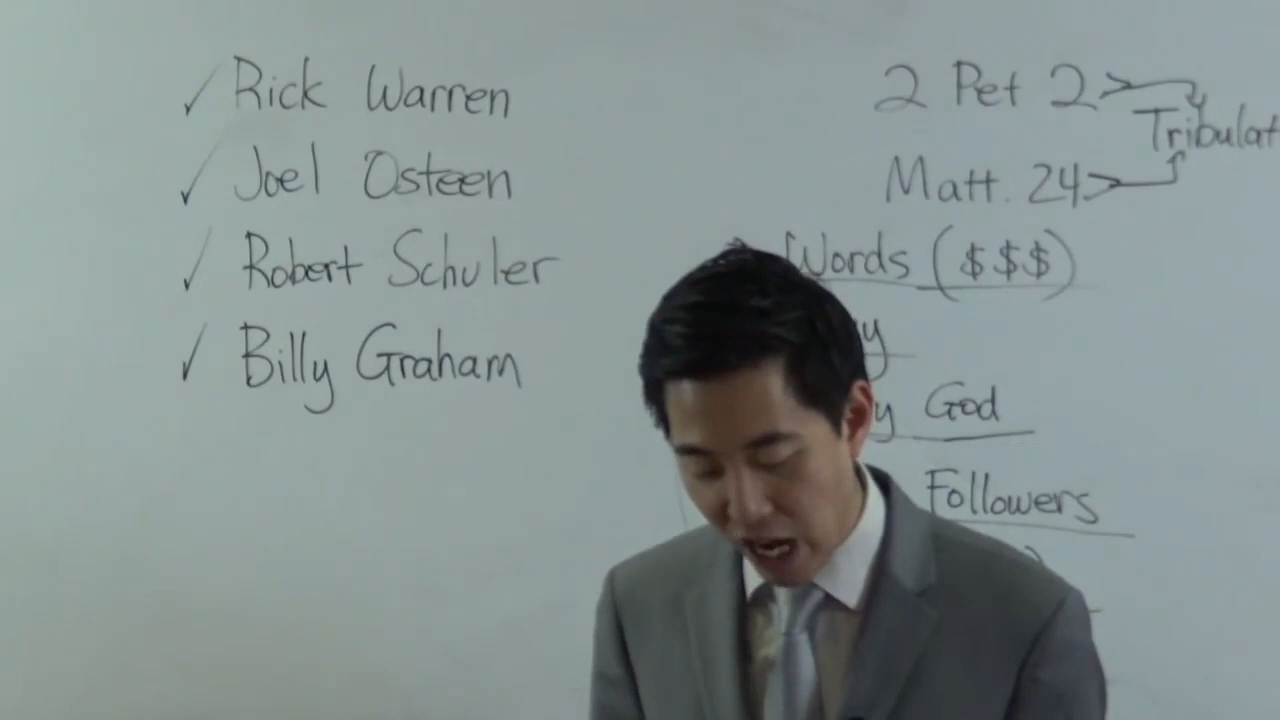 ✓ Rick Warren
✓ Joel Osteen
✓ Robert Schuler
✓ Billy Graham
2 Pet 2
Tribulat
Matt. 24
Words ($$$)
y
y God
Followers